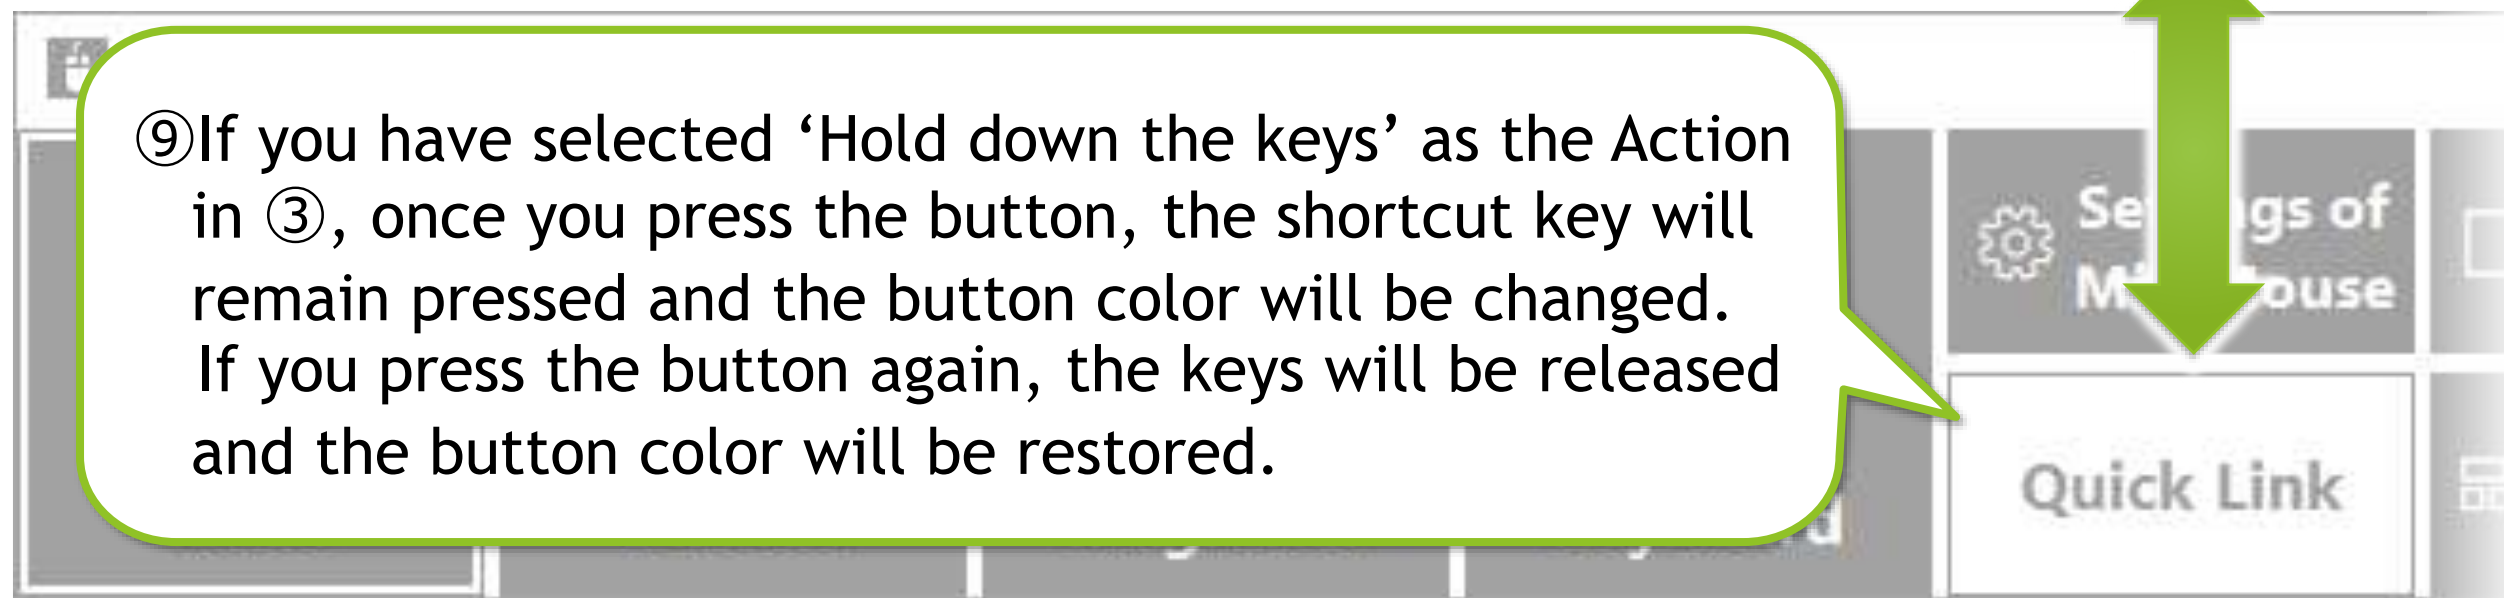 ⑨If you have selected ‘Hold down the keys’ as the Action
in ③, once you press the button, the shortcut key will
remain pressed and the button color will be changed.
If you press the button again, the keys will be released
and the button color will be restored.
of
Quick Link